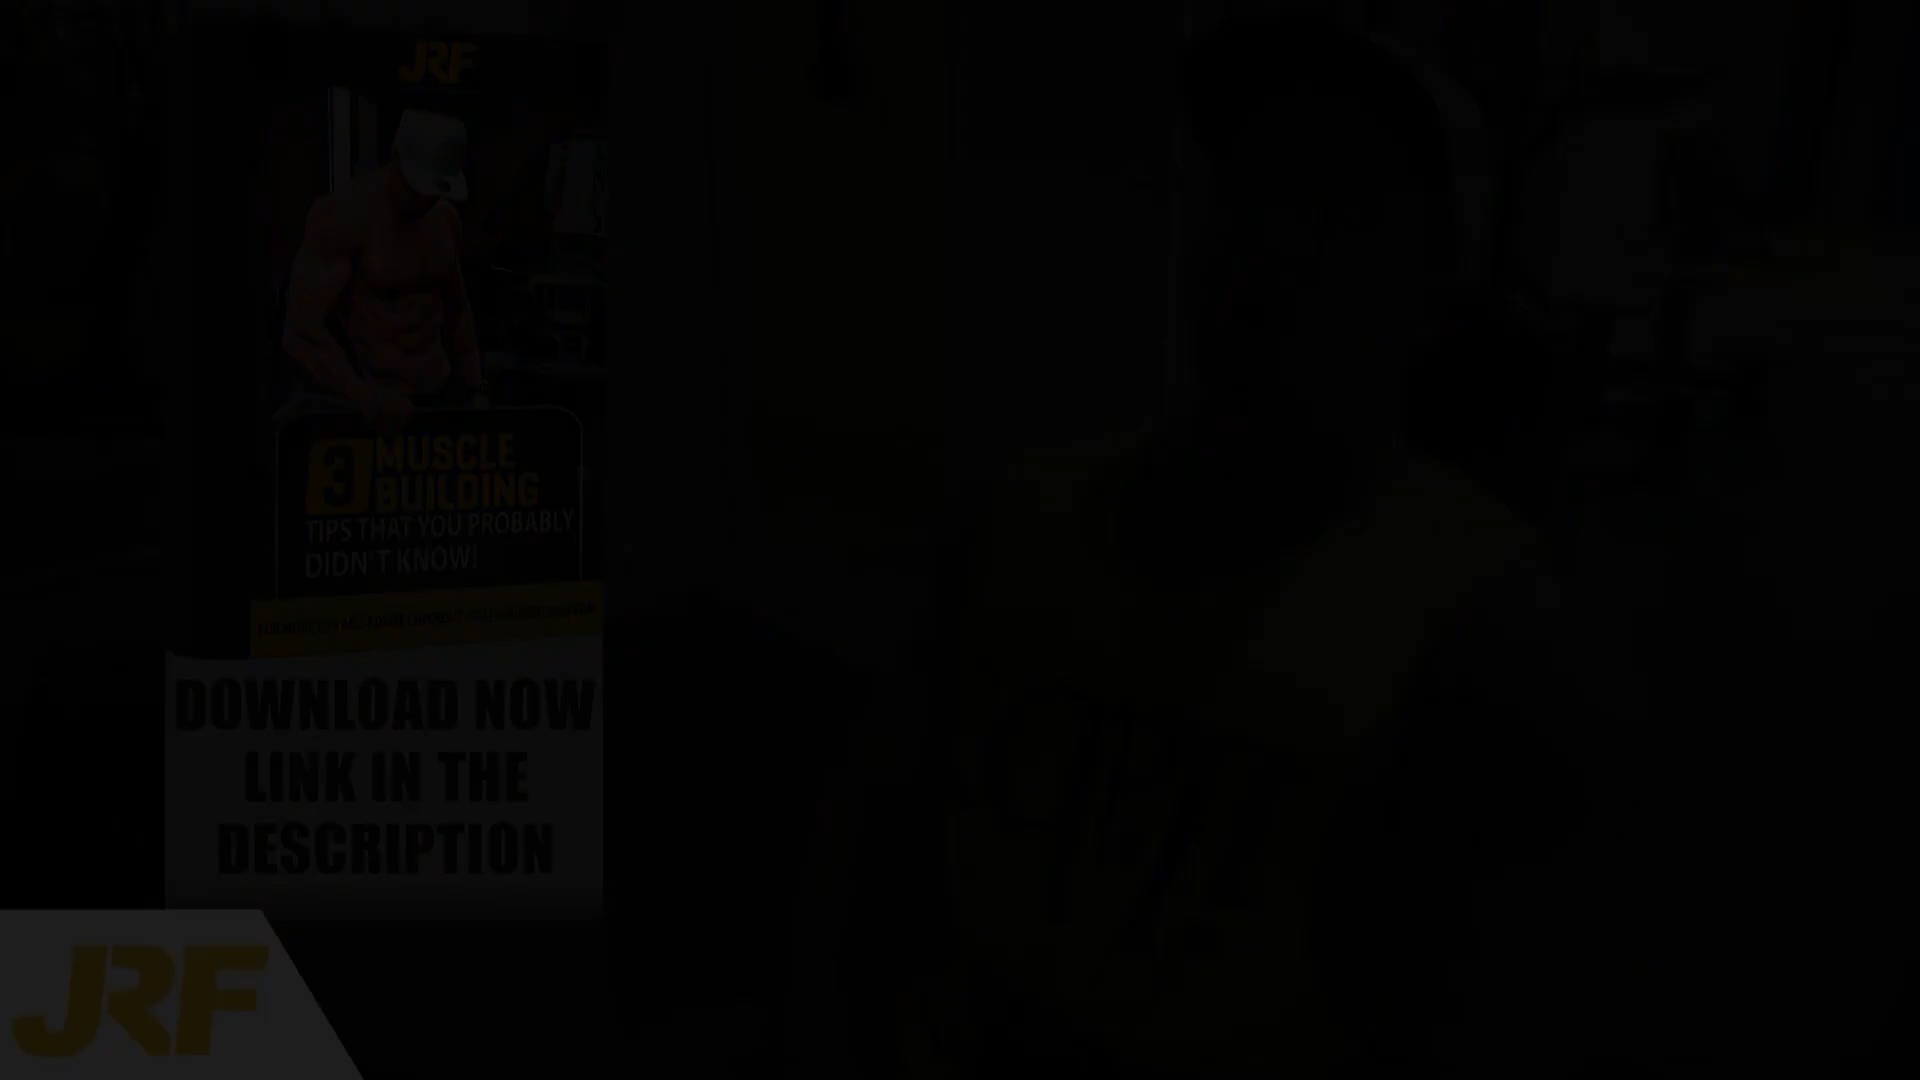 JRF
3 MUSCLE
BUILDING
TIPS THAT YOU PROBABLY
DIDN'T KNOW!
DOWNLOAD NOW
LINK IN THE
DESCRIPTION
JRF